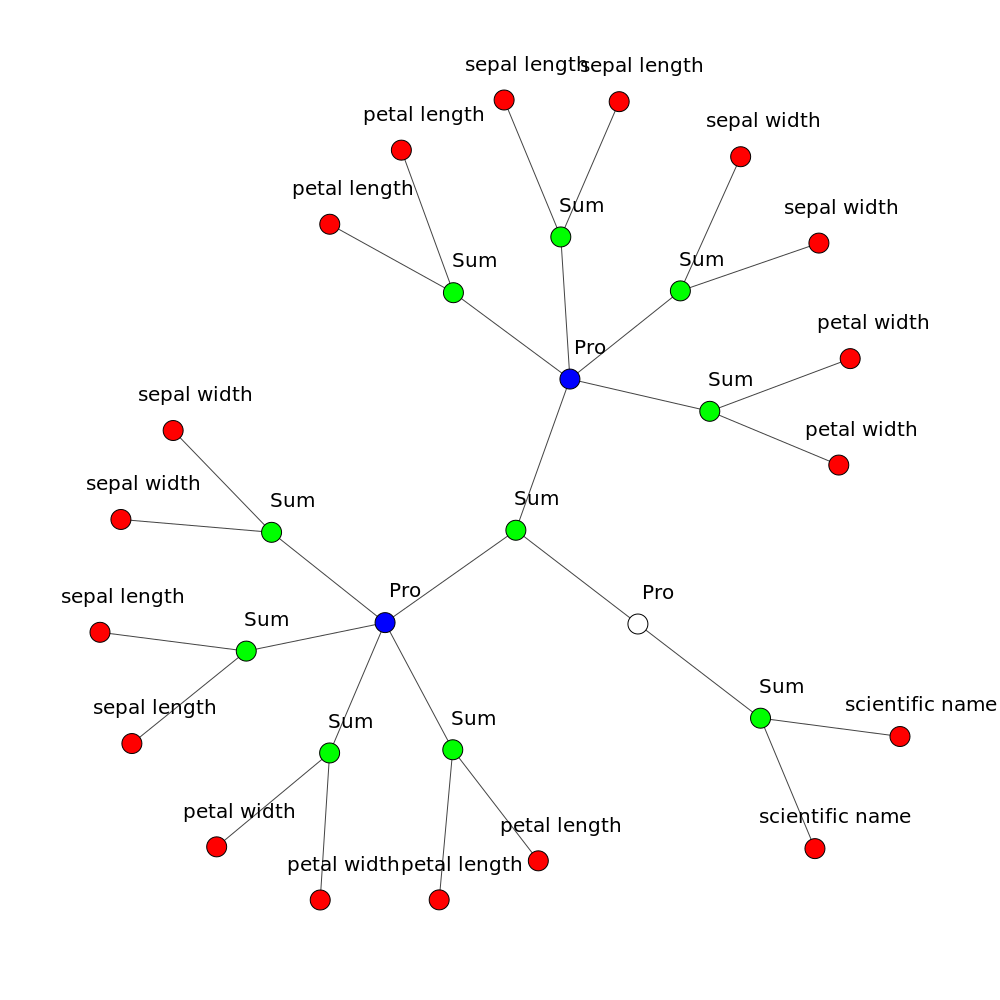 sepal length
sepal length
petal length
sepal width
petal length
Sum
sepal width
Sum
Sum
petal width
Pro
Sum
sepal width
petal width
sepal width
Sum
Sum
Pro
Pro
sepal length
Sum
Sum
scientific name
sepal length
Sum
Sum
petal width
scientific name
petal length
petal width
petal length